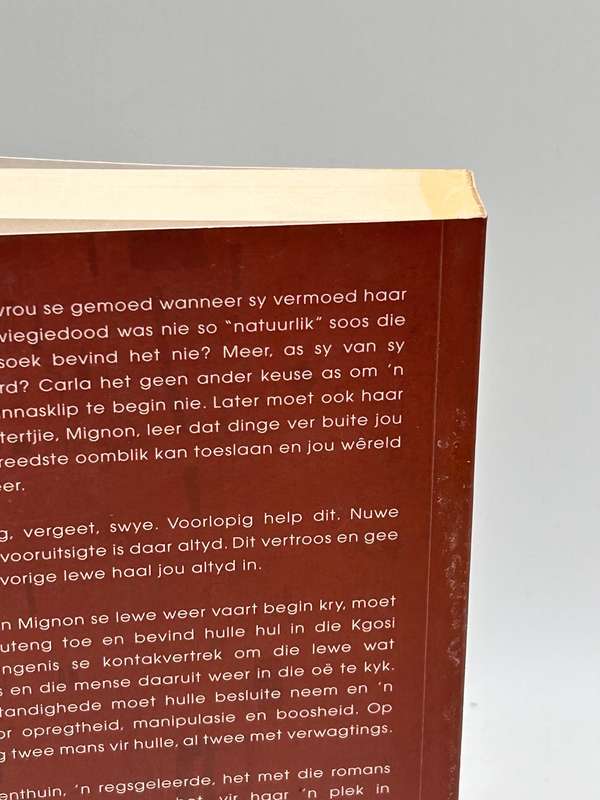 vrou se gemoed wanneer sy vermoed haar
wiegiedood was nie so "natuurlik" soos die
soek bevind het nie? Meer, as sy van sy
rd? Carla het geen ander keuse as om 'n
nnasklip te begin nie. Later moet ook haar
tertjie, Mignon, leer dat dinge ver buite jou
reedste oomblik kan toeslaan en jou wêreld
eer.
g, vergeet, swye. Voorlopig help dit. Nuwe
vooruitsigte is daar altyd. Dit vertroos en gee
vorige lewe haal jou altyd in.
n Mignon se lewe weer vaart begin kry, moet
uteng toe en bevind hulle hul in die Kgosi
ngenis se kontakvertrek om die lewe wat
s en die mense daaruit weer in die oë te kyk.
tandighede moet hulle besluite neem en 'n
or opregtheid, manipulasie en boosheid. Op
g twee mans vir hulle, al twee met verwagtings.
enthuin, 'n regsgeleerde, het met die romans
vir haar 'n plek in